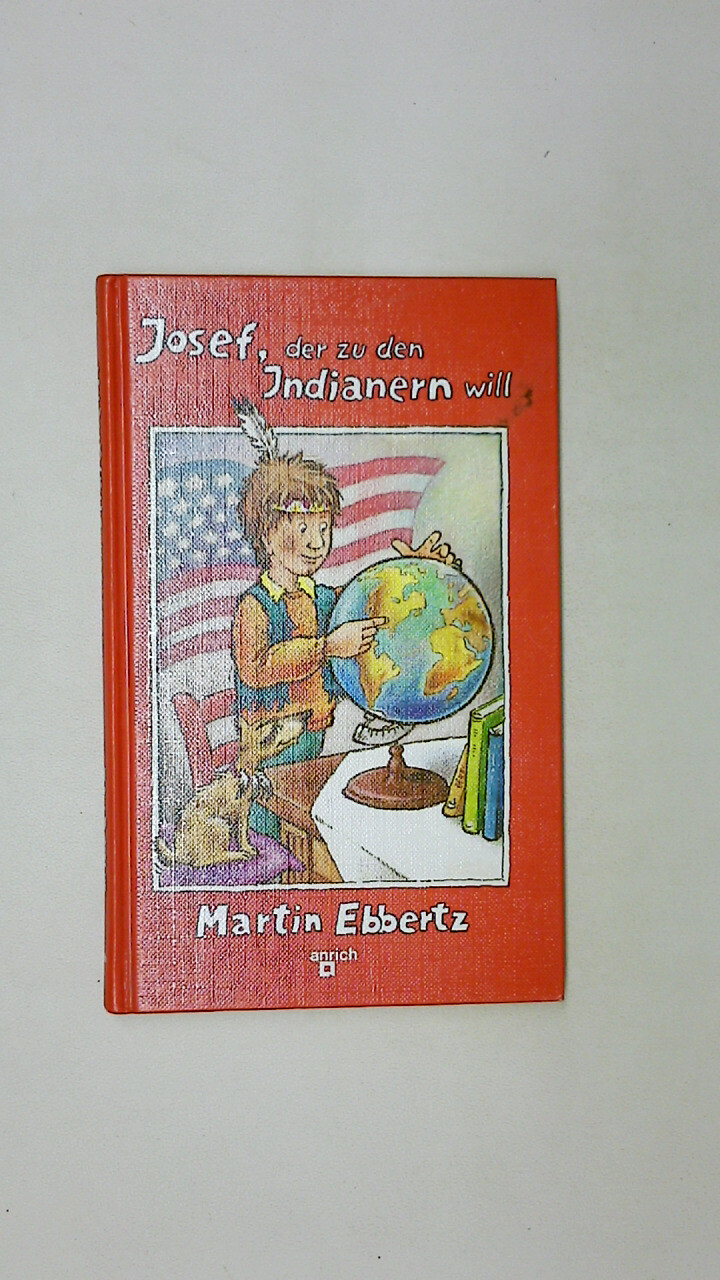 Josef, der zu den
Indianern will
Martin Ebbertz
anrich